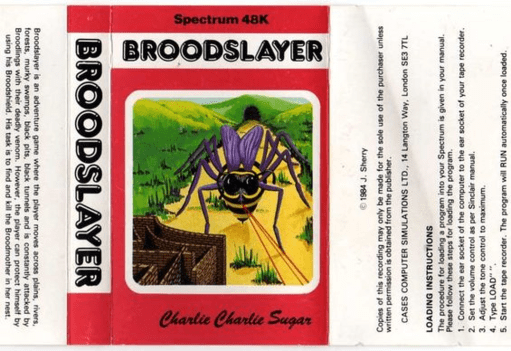 Broodslayer is an adventure game where the player moves across plains, rivers,
forests, murky swamps, black pits, black tunnels and is constantly attacked by
Broodlings with their deadly venom. However, the player can protect himself by
using his Broodshield. His task is to find and kill the Broodmother in her nest.
BROODSLAYER
Spectrum 48K
BROODSLAYER
Charlie Charlie Sugar
© 1984 J. Sherry
Copies of this recording may only be made for the sole use of the purchaser unless
written permission is obtained from the publisher.
CASES COMPUTER SIMULATIONS LTD., 14 Langton Way, London SE3 7TL
LOADING INSTRUCTIONS
The procedure for loading a program into your Spectrum is given in your manual.
Please follow these steps for loading the program.
1. Connect the ear socket of the computer to the ear socket of your tape recorder.
2. Set the volume control as per Sinclair manual.
3. Adjust the tone control to maximum.
4. Type LOAD" ".
5. Start the tape recorder. The program will RUN automatically once loaded.